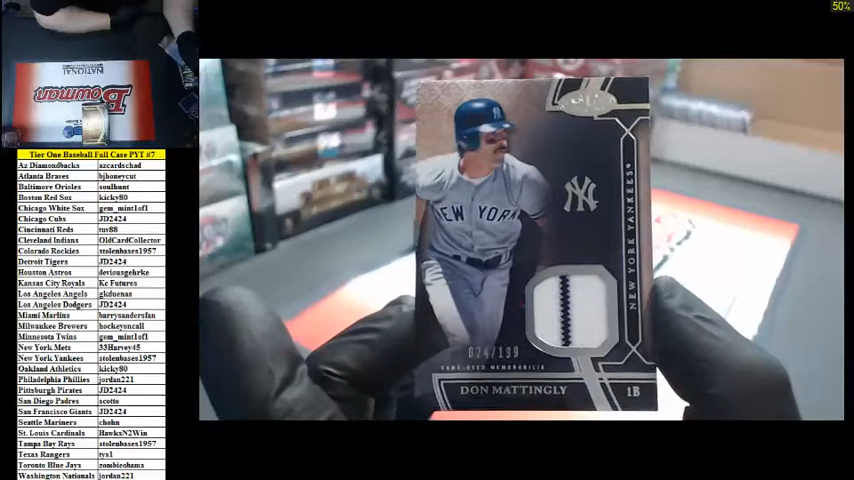 50%
NATIONAL
Bowman
Tier One Baseball Full Case PYT #7
Az Diamondbacks azcardschad
Atlanta Braves bjhoneycut
Baltimore Orioles soulhunt
Boston Red Sox kicky80
Chicago White Sox gem_mint1of1
Chicago Cubs JD2424
Cincinnati Reds tuv88
Cleveland Indians OldCardCollector
Colorado Rockies stolenbases1957
Detroit Tigers JD2424
Houston Astros deviousgehrke
Kansas City Royals Kc Futures
Los Angeles Angels gkduenas
Los Angeles Dodgers JD2424
Miami Marlins barrysandersfan
Milwaukee Brewers hockeyoncall
Minnesota Twins gem_mint1of1
New York Mets 33Harvey45
New York Yankees stolenbases1957
Oakland Athletics kicky80
Philadelphia Phillies jordan221
Pittsburgh Pirates JD2424
San Diego Padres scotto
San Francisco Giants JD2424
Seattle Mariners chohn
St. Louis Cardinals HawksN2Win
Tampa Bay Rays stolenbases1957
Texas Rangers tys1
Toronto Blue Jays zombieobama
Washington Nationals jordan221
NEW YORK
NY
NEW YORK YANKEES
024/199
GAME-USED MEMORABILIA
DON MATTINGLY 1B